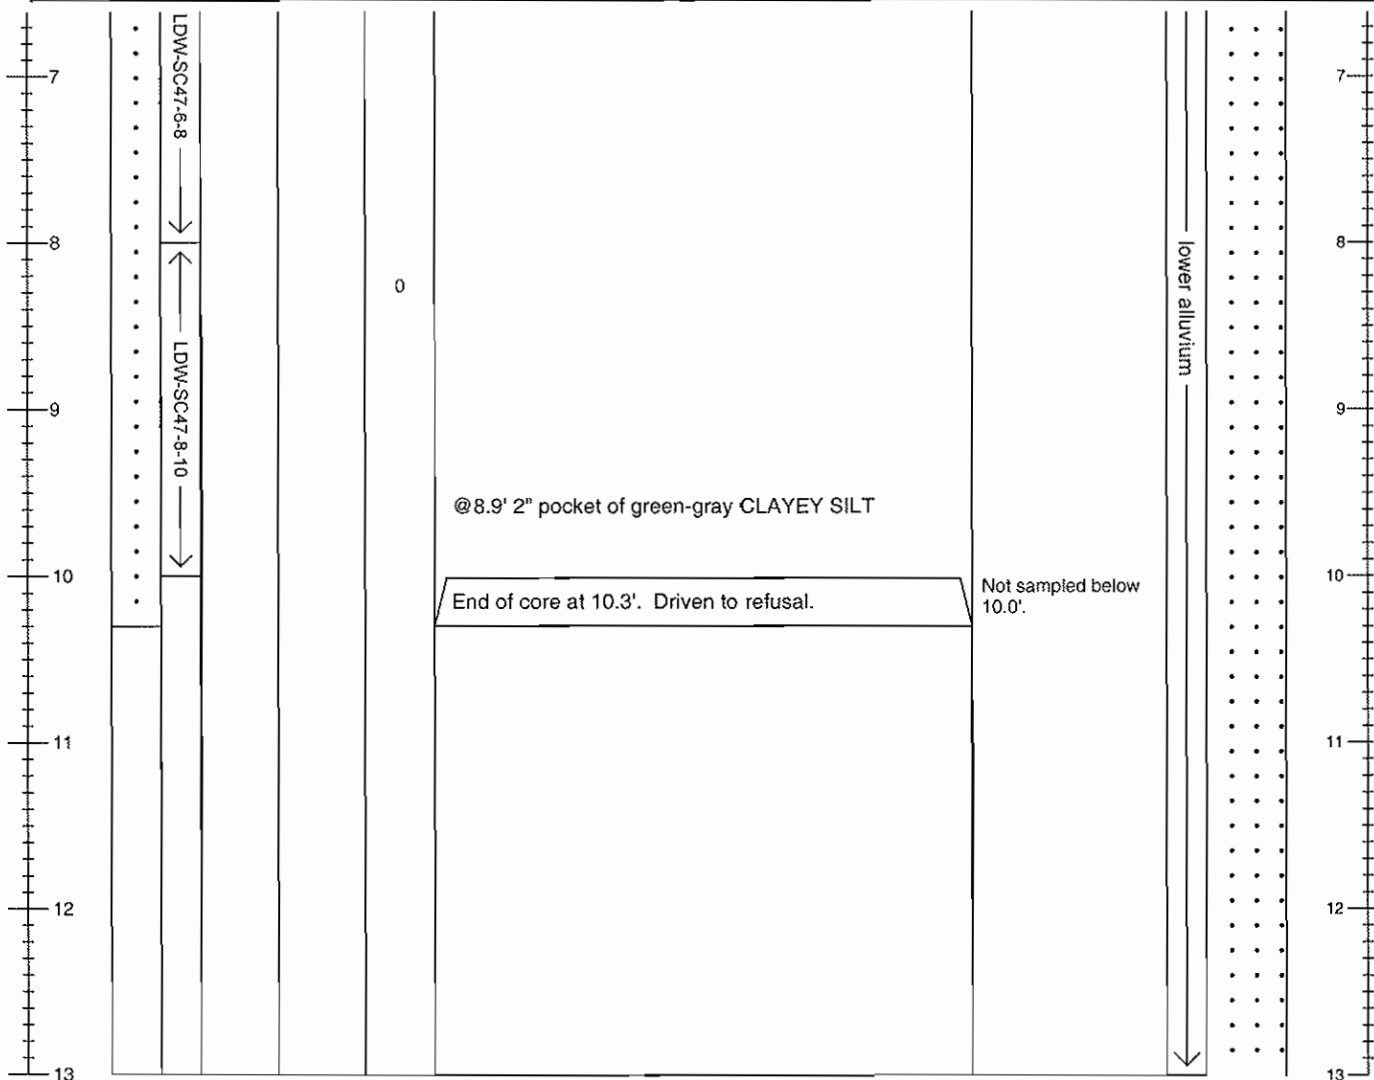 LDW-SC47-6-8
7
7
8
8
lower alluvium
0
LDW-SC47-8-10
9
9
@8.9' 2" pocket of green-gray CLAYEY SILT
10
10
End of core at 10.3'. Driven to refusal.
Not sampled below
10.0'.
11
11
12
12
13
13